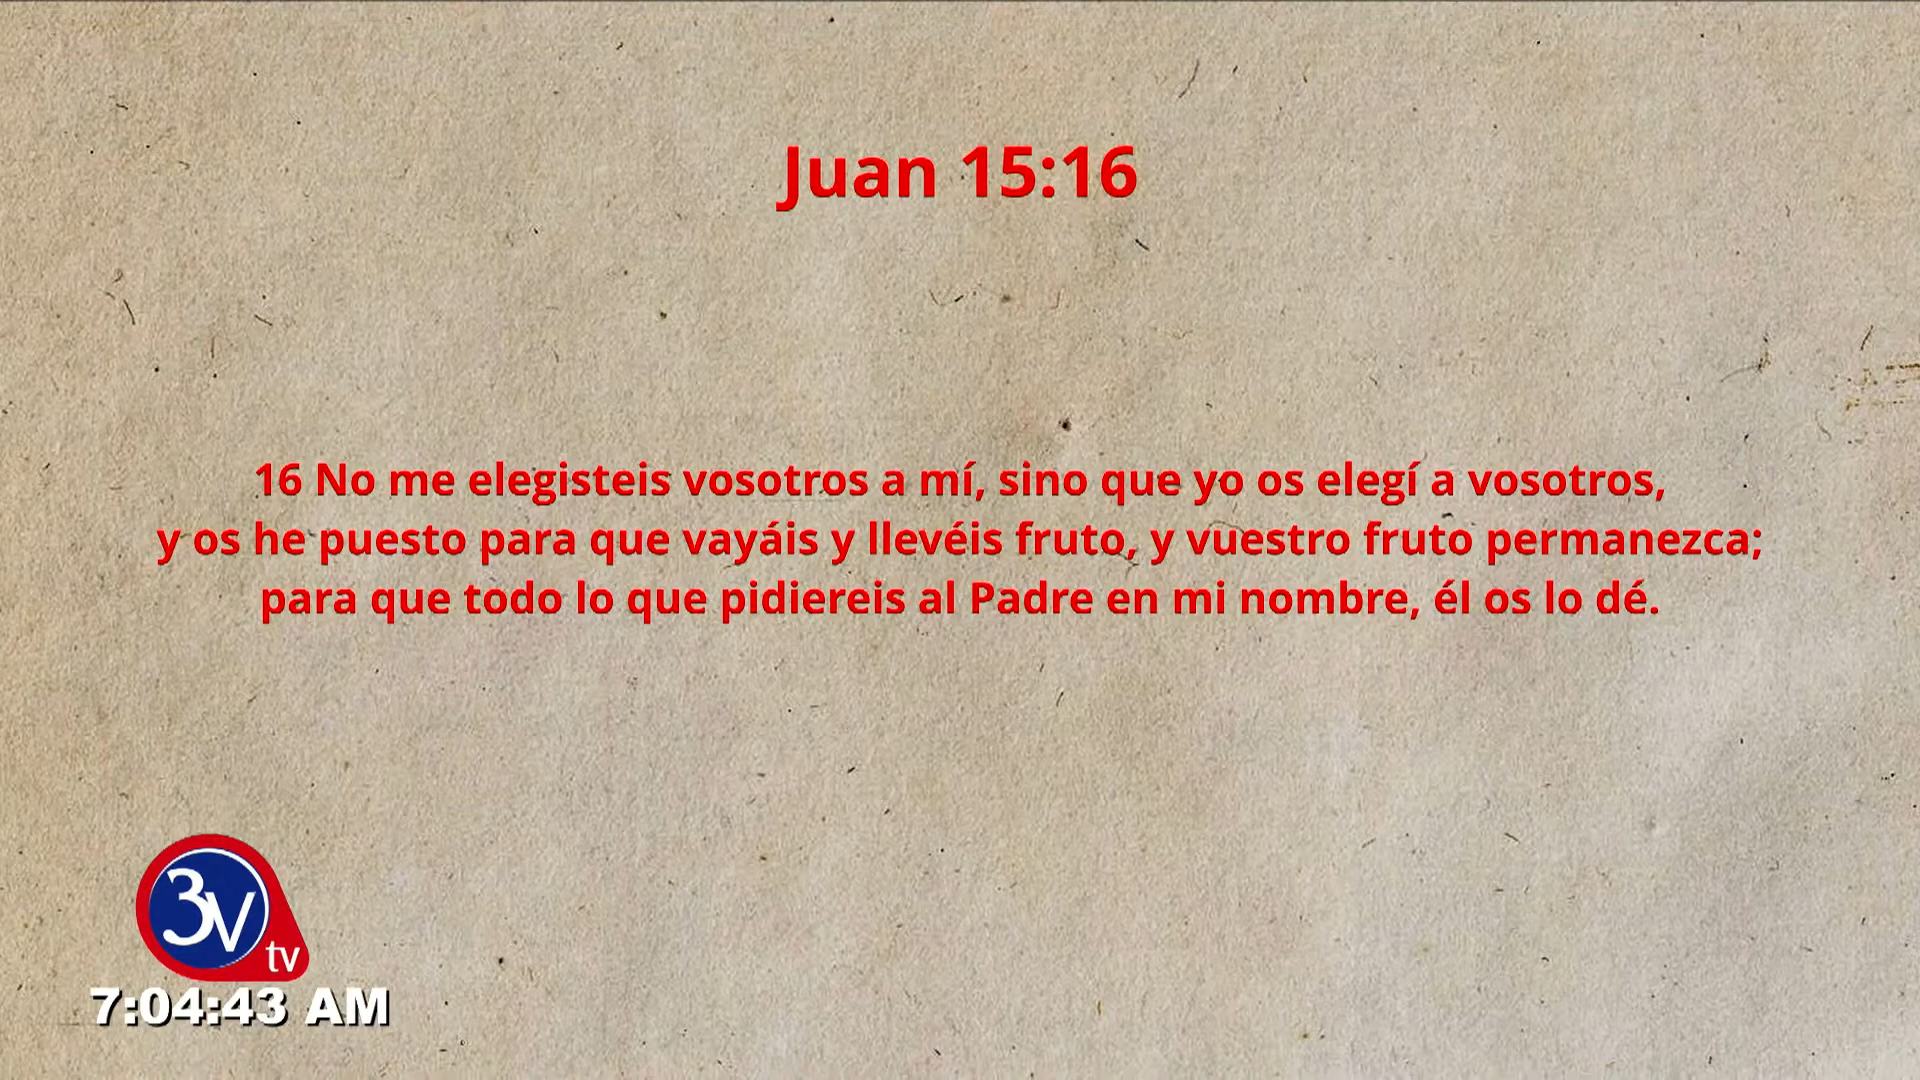 Juan 15:16
16 No me elegisteis vosotros a mí, sino que yo os elegí a vosotros,
y os he puesto para que vayáis y llevéis fruto, y vuestro fruto permanezca;
para que todo lo que pidiereis al Padre en mi nombre, él os lo dé.
3V
tv
7:04:43 AM